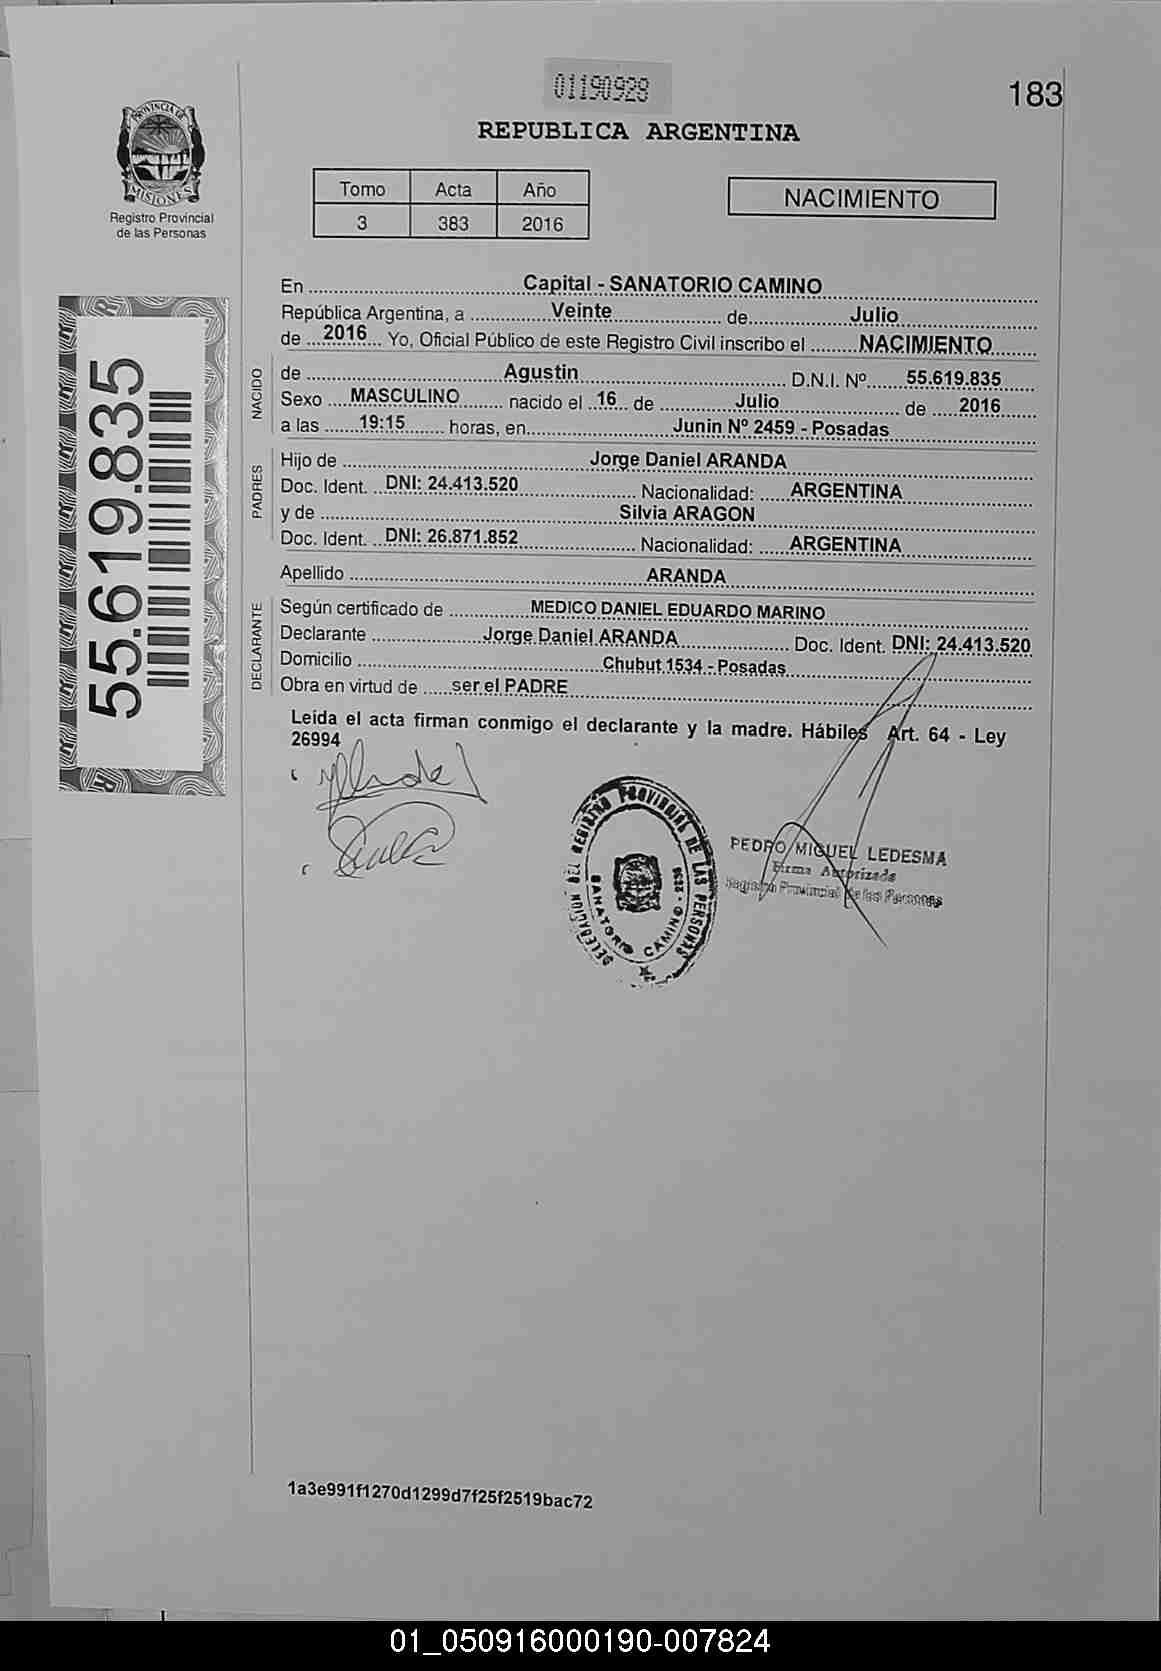 01190928
183
PROVINCIA DE
MISIONES
Registro Provincial
de las Personas
REPUBLICA ARGENTINA
Tomo Acta Año
3 383 2016
NACIMIENTO
55.619.835
En Capital - SANATORIO CAMINO
República Argentina, a Veinte de Julio
de 2016 Yo, Oficial Público de este Registro Civil inscribo el NACIMIENTO
NACIDO
de Agustin D.N.I. Nº 55.619.835
Sexo MASCULINO nacido el 16 de Julio de 2016
a las 19:15 horas, en Junin Nº 2459 - Posadas
PADRES
Hijo de Jorge Daniel ARANDA
Doc. Ident. DNI: 24.413.520 Nacionalidad: ARGENTINA
y de Silvia ARAGON
Doc. Ident. DNI: 26.871.852 Nacionalidad: ARGENTINA
Apellido ARANDA
DECLARANTE
Según certificado de MEDICO DANIEL EDUARDO MARINO
Declarante Jorge Daniel ARANDA Doc. Ident. DNI: 24.413.520
Domicilio Chubut 1534 - Posadas
Obra en virtud de ser el PADRE
Leida el acta firman conmigo el declarante y la madre. Hábiles Art. 64 - Ley
26994
DELEGACION DEL REGISTRO PROVINCIAL DE LAS PERSONAS
SANATORIO CAMINO - 2836
PEDRO MIGUEL LEDESMA
Firma Autorizada
Registro Provincial de las Personas
1a3e991f1270d1299d7f25f2519bac72
01_050916000190-007824